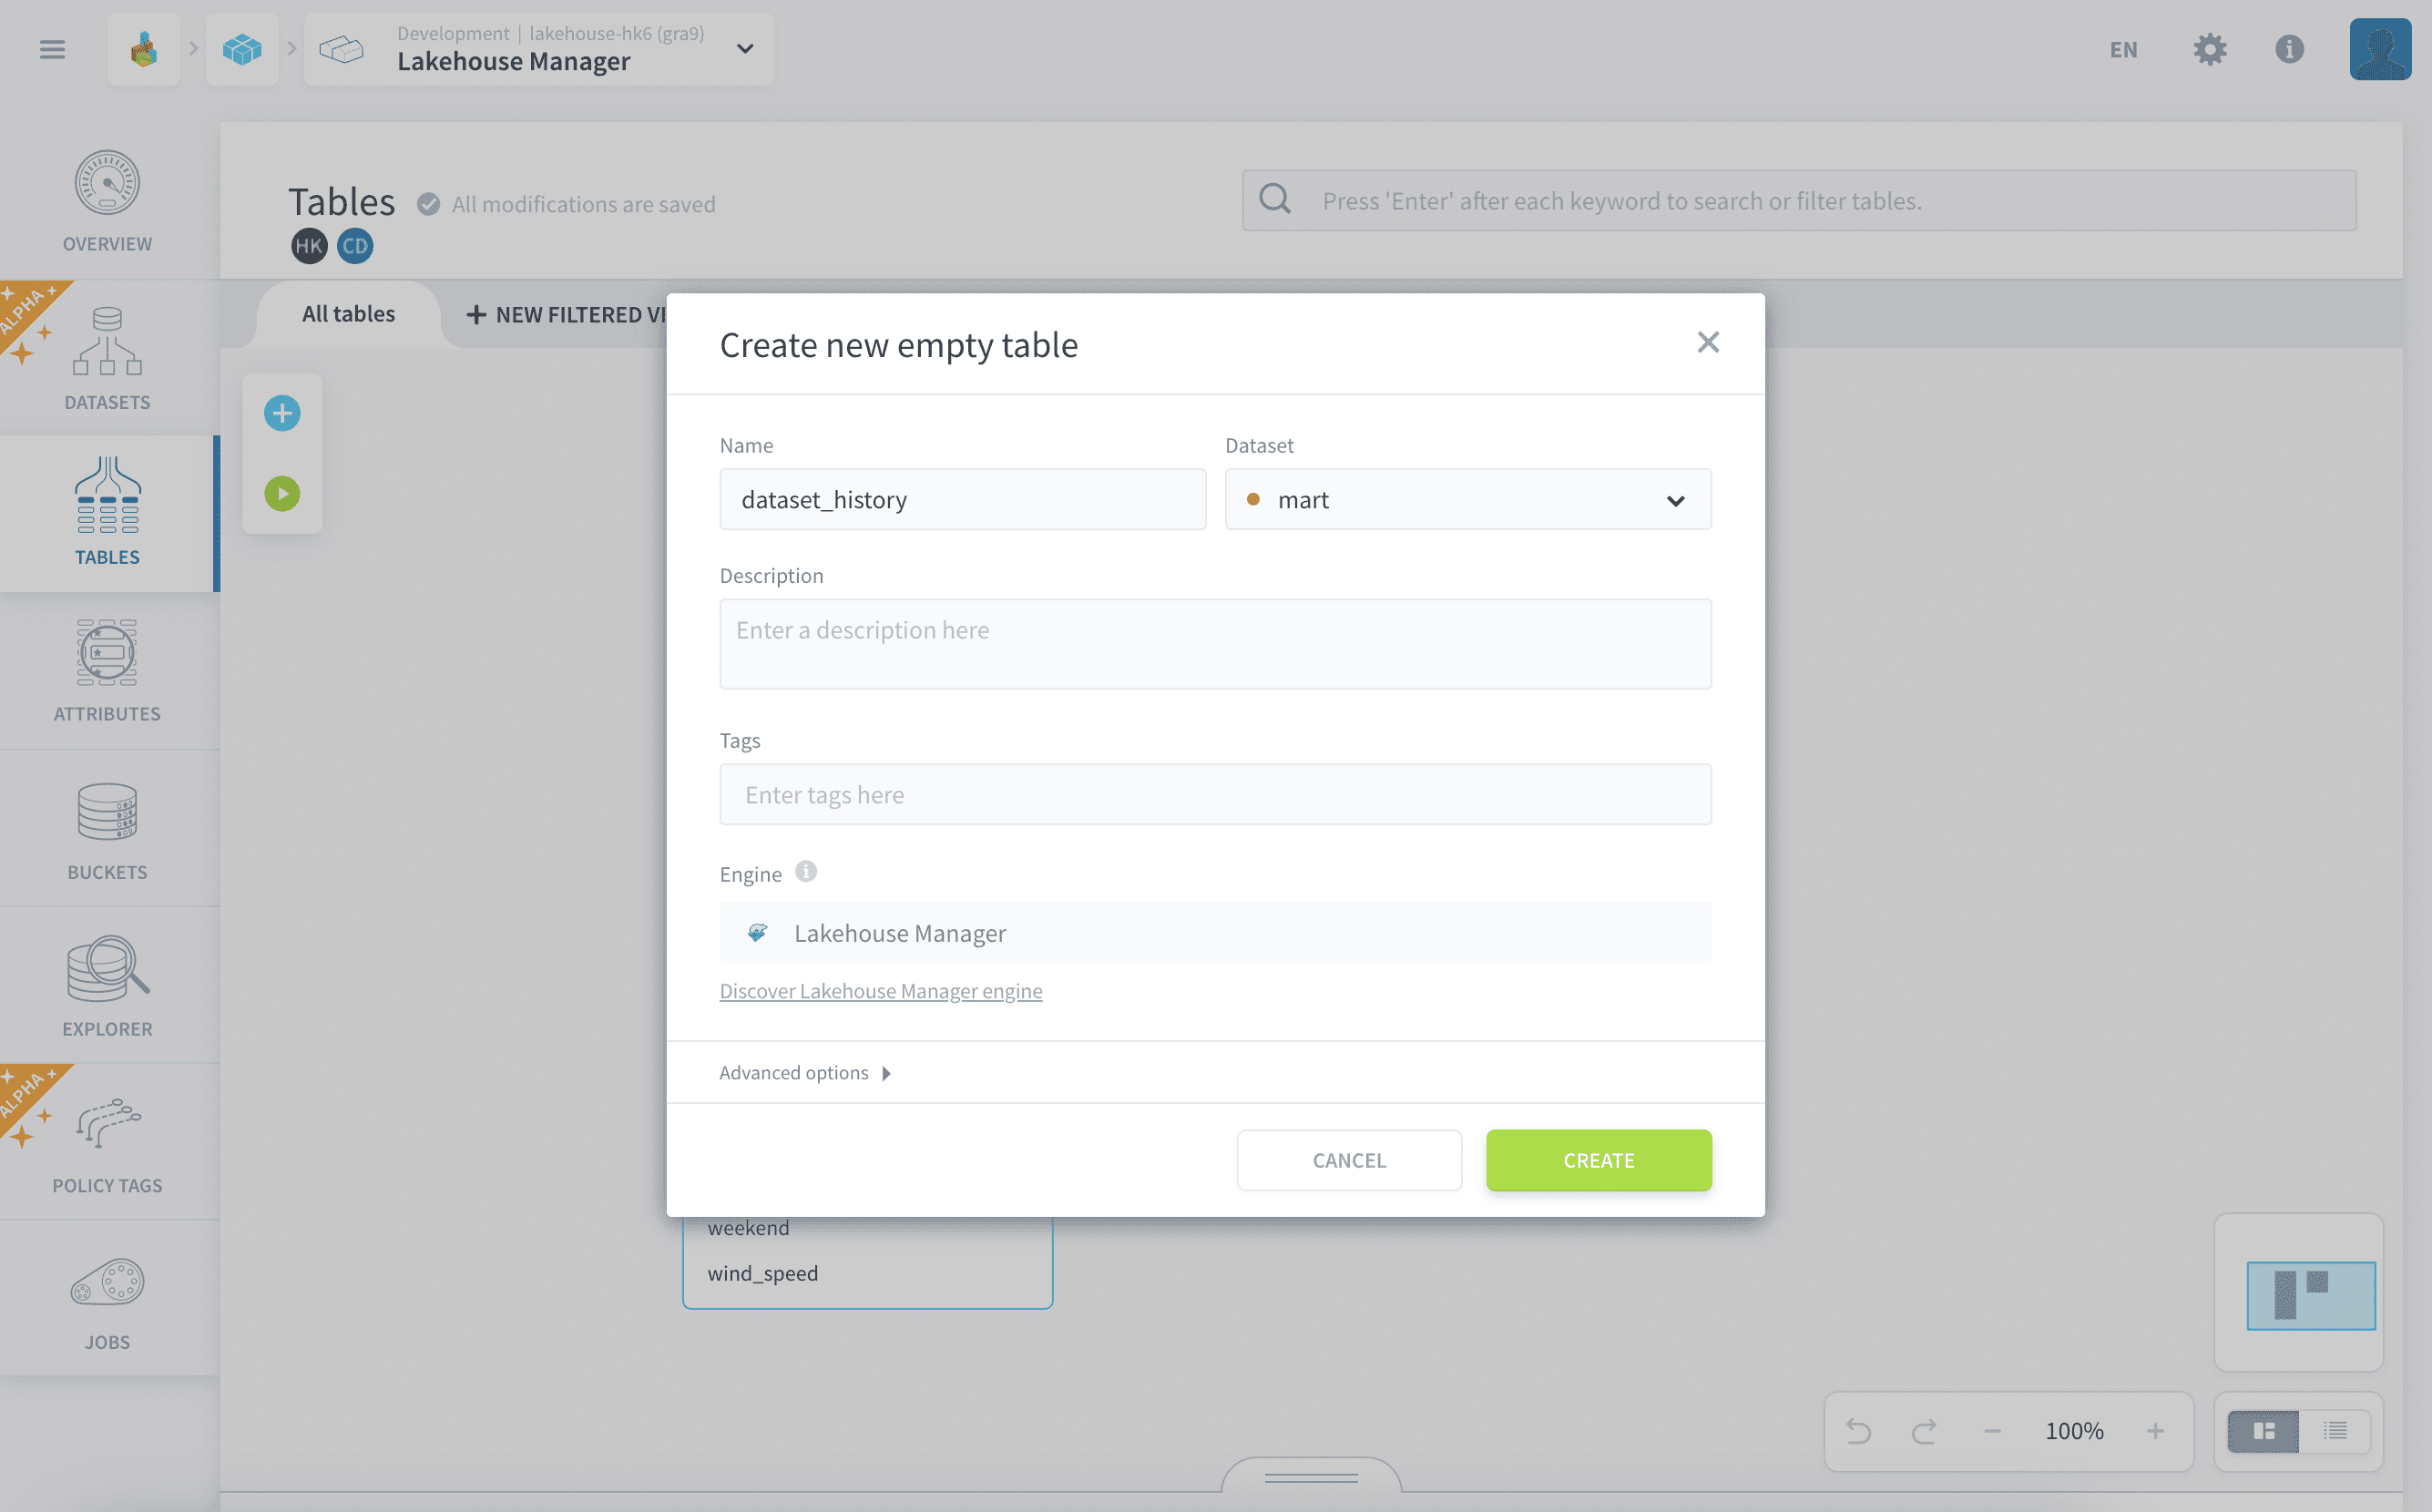 Development | lakehouse-hk6 (gra9)
Lakehouse Manager
EN
Tables
All modifications are saved
Press 'Enter' after each keyword to search or filter tables.
HK CD
OVERVIEW
ALPHA
DATASETS
TABLES
ATTRIBUTES
BUCKETS
EXPLORER
ALPHA
POLICY TAGS
JOBS
All tables
+ NEW FILTERED VI
Create new empty table
Name
Dataset
dataset_history
mart
Description
Enter a description here
Tags
Enter tags here
Engine
Lakehouse Manager
Discover Lakehouse Manager engine
Advanced options
CANCEL
CREATE
weekend
wind_speed
100%